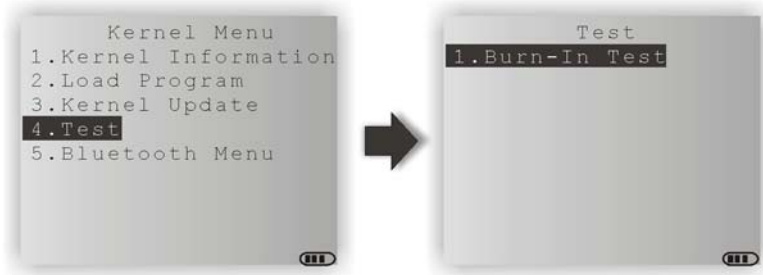 Kernel Menu
1.Kernel Information
2.Load Program
3.Kernel Update
4.Test
5.Bluetooth Menu
Test
1.Burn-In Test